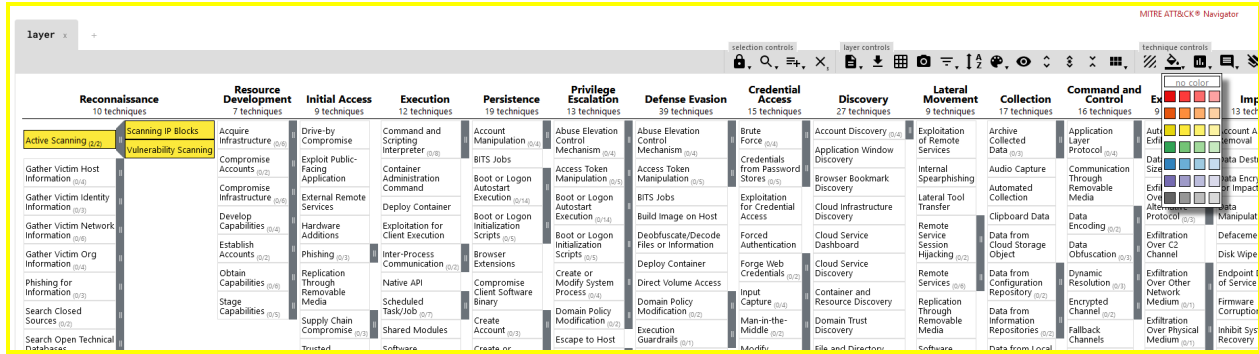 MITRE ATT&CK® Navigator
layer x +
selection controls
layer controls
technique controls
no color
Reconnaissance
10 techniques
Active Scanning (2/2)
Scanning IP Blocks
Vulnerability Scanning
Gather Victim Host
Information (0/4)
Gather Victim Identity
Information (0/3)
Gather Victim Network
Information (0/6)
Gather Victim Org
Information (0/4)
Phishing for
Information (0/3)
Search Closed
Sources (0/2)
Search Open Technical
Databases
Resource
Development
7 techniques
Acquire
Infrastructure (0/6)
Compromise
Accounts (0/2)
Compromise
Infrastructure (0/6)
Develop
Capabilities (0/4)
Establish
Accounts (0/2)
Obtain
Capabilities (0/6)
Stage
Capabilities (0/5)
Initial Access
9 techniques
Drive-by
Compromise
Exploit Public-
Facing
Application
External Remote
Services
Hardware
Additions
Phishing (0/3)
Replication
Through
Removable
Media
Supply Chain
Compromise (0/3)
Trusted
Execution
12 techniques
Command and
Scripting
Interpreter (0/8)
Container
Administration
Command
Deploy Container
Exploitation for
Client Execution
Inter-Process
Communication (0/2)
Native API
Scheduled
Task/Job (0/7)
Shared Modules
Software
Persistence
19 techniques
Account
Manipulation (0/4)
BITS Jobs
Boot or Logon
Autostart
Execution (0/14)
Boot or Logon
Initialization
Scripts (0/5)
Browser
Extensions
Compromise
Client Software
Binary
Create
Account (0/3)
Create or
Privilege
Escalation
13 techniques
Abuse Elevation
Control
Mechanism (0/4)
Access Token
Manipulation (0/5)
Boot or Logon
Autostart
Execution (0/14)
Boot or Logon
Initialization
Scripts (0/5)
Create or
Modify System
Process (0/4)
Domain Policy
Modification (0/2)
Escape to Host
Defense Evasion
39 techniques
Abuse Elevation
Control
Mechanism (0/4)
Access Token
Manipulation (0/5)
BITS Jobs
Build Image on Host
Deobfuscate/Decode
Files or Information
Deploy Container
Direct Volume Access
Domain Policy
Modification (0/2)
Execution
Guardrails (0/1)
Credential
Access
15 techniques
Brute
Force (0/4)
Credentials
from Password
Stores (0/5)
Exploitation
for Credential
Access
Forced
Authentication
Forge Web
Credentials (0/2)
Input
Capture (0/4)
Man-in-the-
Middle (0/2)
Modify
Discovery
27 techniques
Account Discovery (0/4)
Application Window
Discovery
Browser Bookmark
Discovery
Cloud Infrastructure
Discovery
Cloud Service
Dashboard
Cloud Service
Discovery
Container and
Resource Discovery
Domain Trust
Discovery
File and Directory
Lateral
Movement
9 techniques
Exploitation
of Remote
Services
Internal
Spearphishing
Lateral Tool
Transfer
Remote
Service
Session
Hijacking (0/2)
Remote
Services (0/6)
Replication
Through
Removable
Media
Software
Collection
17 techniques
Archive
Collected
Data (0/3)
Audio Capture
Automated
Collection
Clipboard Data
Data from
Cloud Storage
Object
Data from
Configuration
Repository (0/2)
Data from
Information
Repositories (0/2)
Data from Local
Command and
Control
16 techniques
Application
Layer
Protocol (0/4)
Communication
Through
Removable
Media
Data
Encoding (0/2)
Data
Obfuscation (0/3)
Dynamic
Resolution (0/3)
Encrypted
Channel (0/2)
Fallback
Channels
Ex
Protocol (0/3)
Exfiltration
Over C2
Channel
Exfiltration
Over Other
Network
Medium (0/1)
Exfiltration
Over Physical
Medium (0/1)
Imp
13 tech
Defaceme
Disk Wipe
Endpoint D
of Service
Firmware
Corruption
Inhibit Sys
Recovery